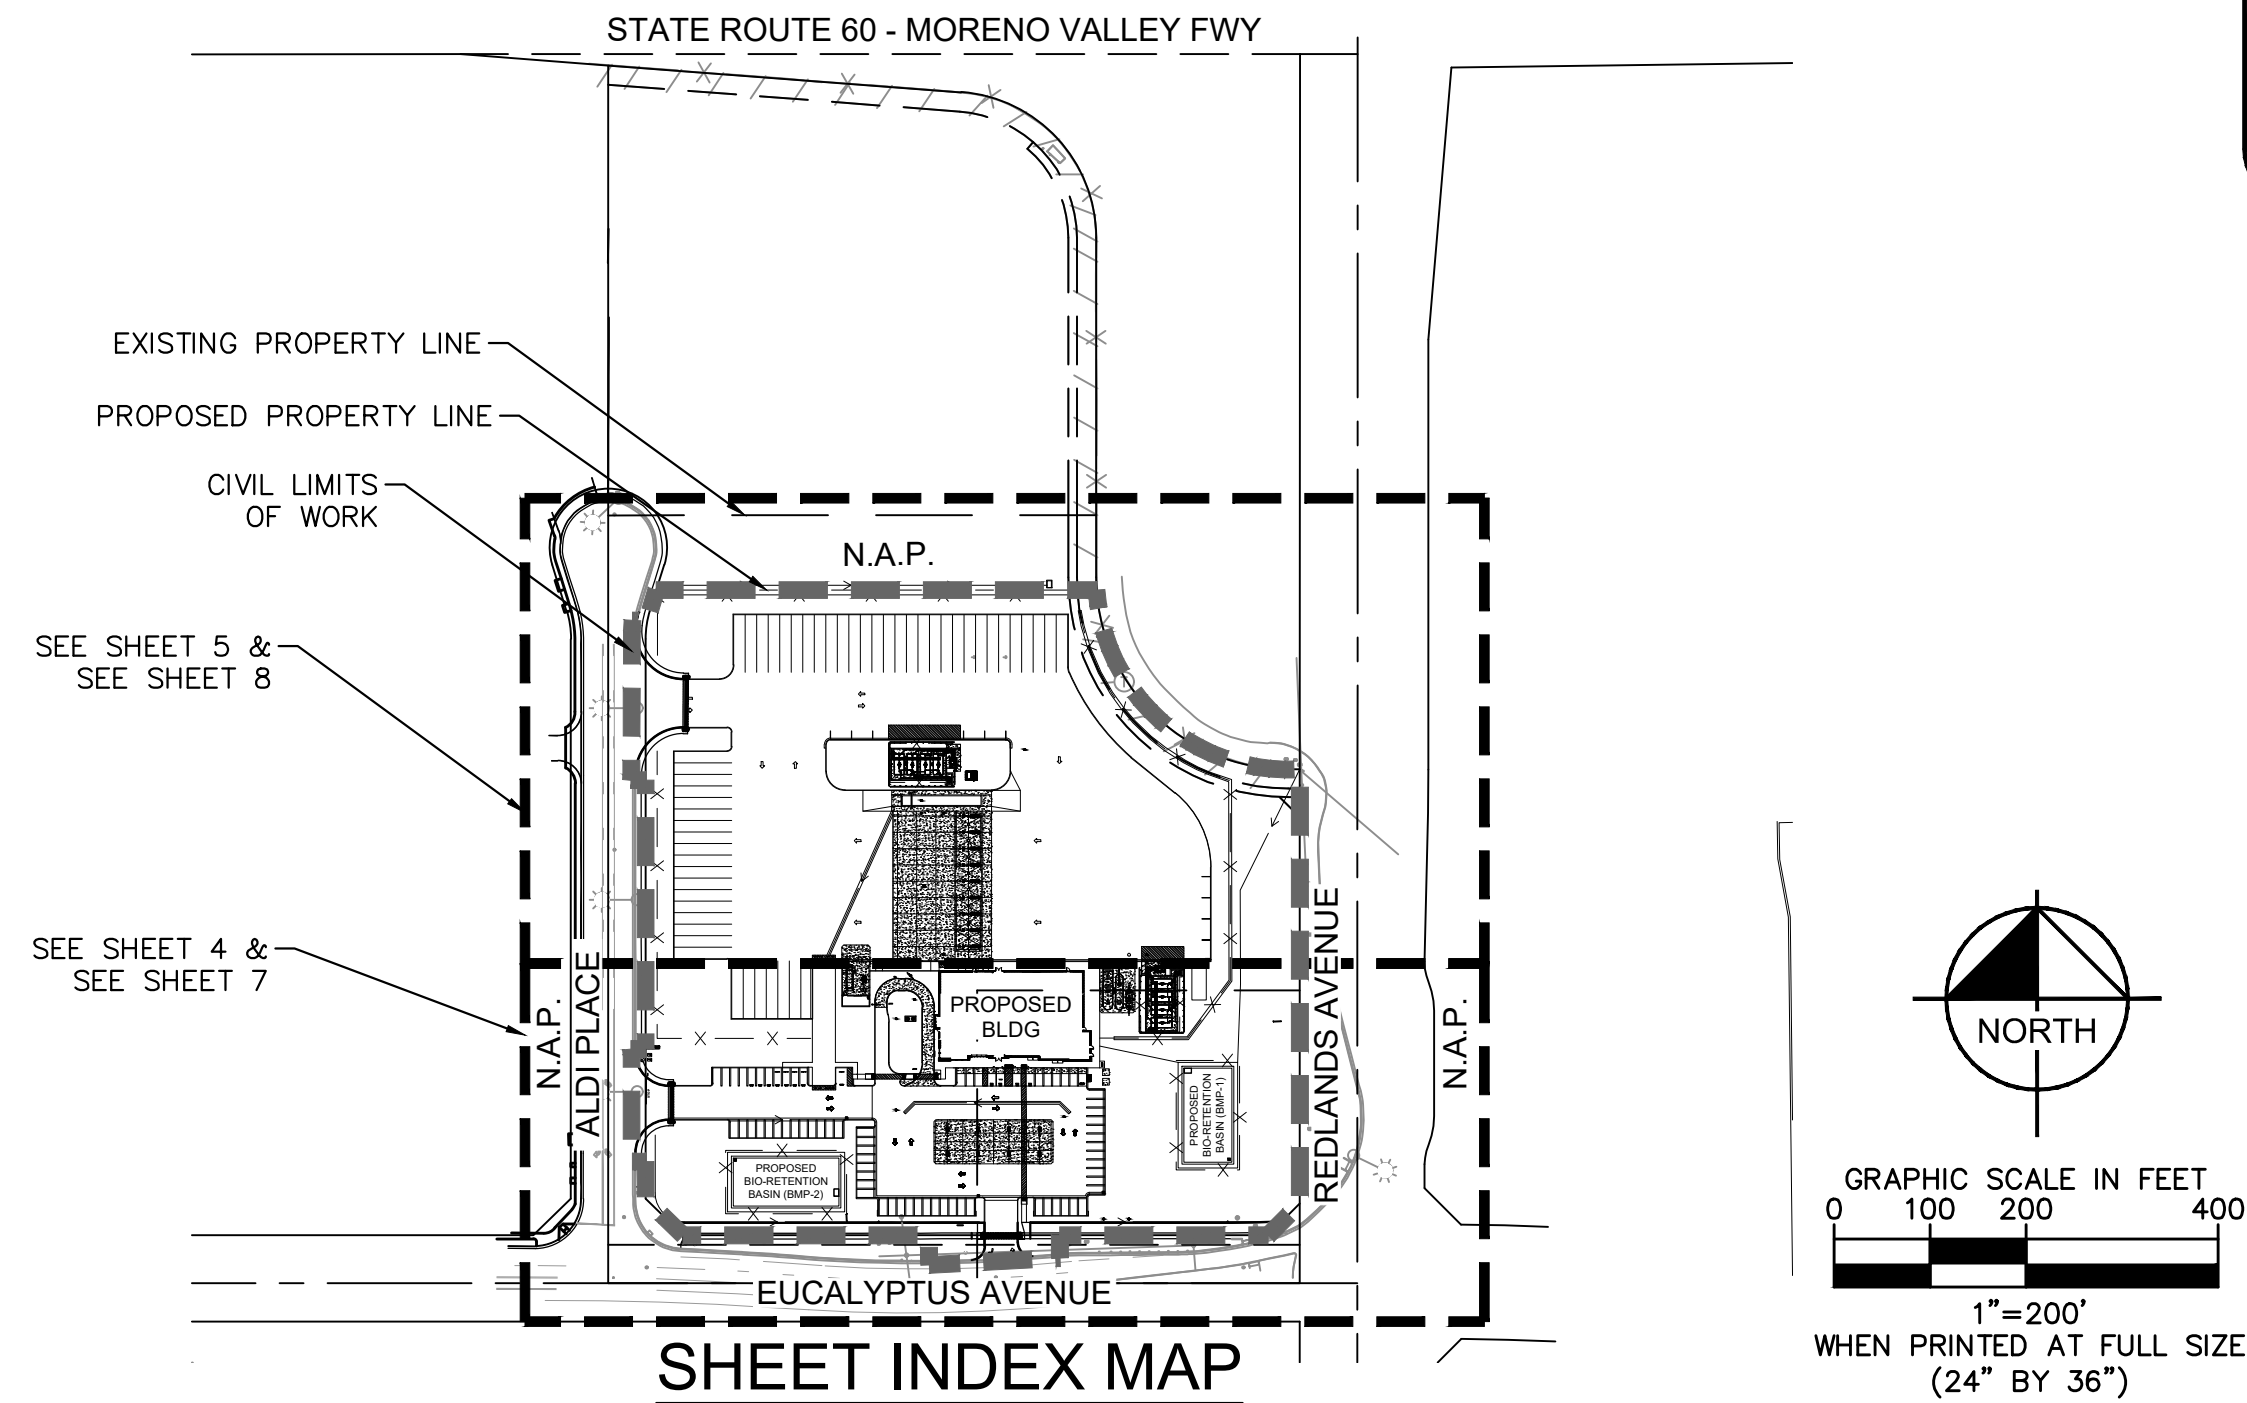 STATE ROUTE 60 - MORENO VALLEY FWY
EXISTING PROPERTY LINE
PROPOSED PROPERTY LINE
CIVIL LIMITS
OF WORK
N.A.P.
SEE SHEET 5 &
SEE SHEET 8
SEE SHEET 4 &
SEE SHEET 7
N.A.P.
ALDI PLACE
PROPOSED
BLDG
REDLANDS AVENUE
N.A.P.
PROPOSED
BIO-RETENTION
BASIN (BMP-1)
PROPOSED
BIO-RETENTION
BASIN (BMP-2)
EUCALYPTUS AVENUE
SHEET INDEX MAP
NORTH
GRAPHIC SCALE IN FEET
0 100 200 400
1"=200'
WHEN PRINTED AT FULL SIZE
(24" BY 36")